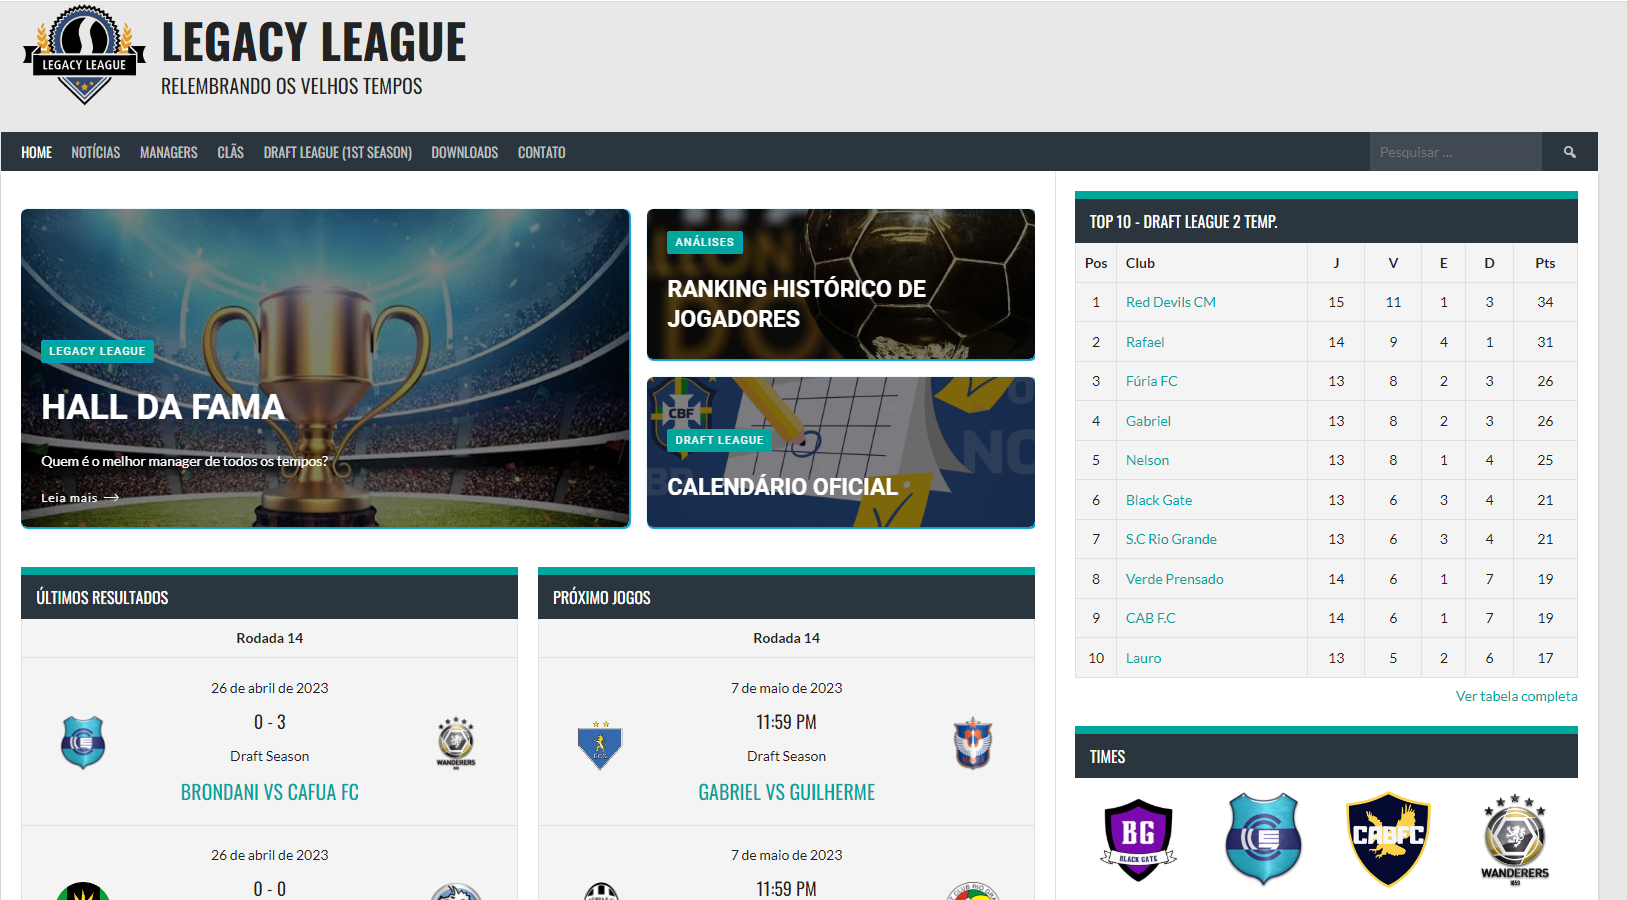 LEGACY LEAGUE
LEGACY LEAGUE
RELEMBRANDO OS VELHOS TEMPOS
HOME NOTÍCIAS MANAGERS CLÃS DRAFT LEAGUE (1ST SEASON) DOWNLOADS CONTATO
Pesquisar ...
LEGACY LEAGUE
HALL DA FAMA
Quem é o melhor manager de todos os tempos?
Leia mais
ANÁLISES
RANKING HISTÓRICO DE
JOGADORES
CBF
DRAFT LEAGUE
CALENDÁRIO OFICIAL
ÚLTIMOS RESULTADOS
Rodada 14
26 de abril de 2023
0 - 3
WANDERERS
Draft Season
BRONDANI VS CAFUA FC
26 de abril de 2023
0 - 0
PRÓXIMO JOGOS
Rodada 14
7 de maio de 2023
11:59 PM
Draft Season
GABRIEL VS GUILHERME
7 de maio de 2023
11:59 PM
TOP 10 - DRAFT LEAGUE 2 TEMP.
Pos Club J V E D Pts
1 Red Devils CM 15 11 1 3 34
2 Rafael 14 9 4 1 31
3 Fúria FC 13 8 2 3 26
4 Gabriel 13 8 2 3 26
5 Nelson 13 8 1 4 25
6 Black Gate 13 6 3 4 21
7 S.C Rio Grande 13 6 3 4 21
8 Verde Prensado 14 6 1 7 19
9 CAB F.C 14 6 1 7 19
10 Lauro 13 5 2 6 17
Ver tabela completa
TIMES
BG
BLACK GATE
CABFC
WANDERERS